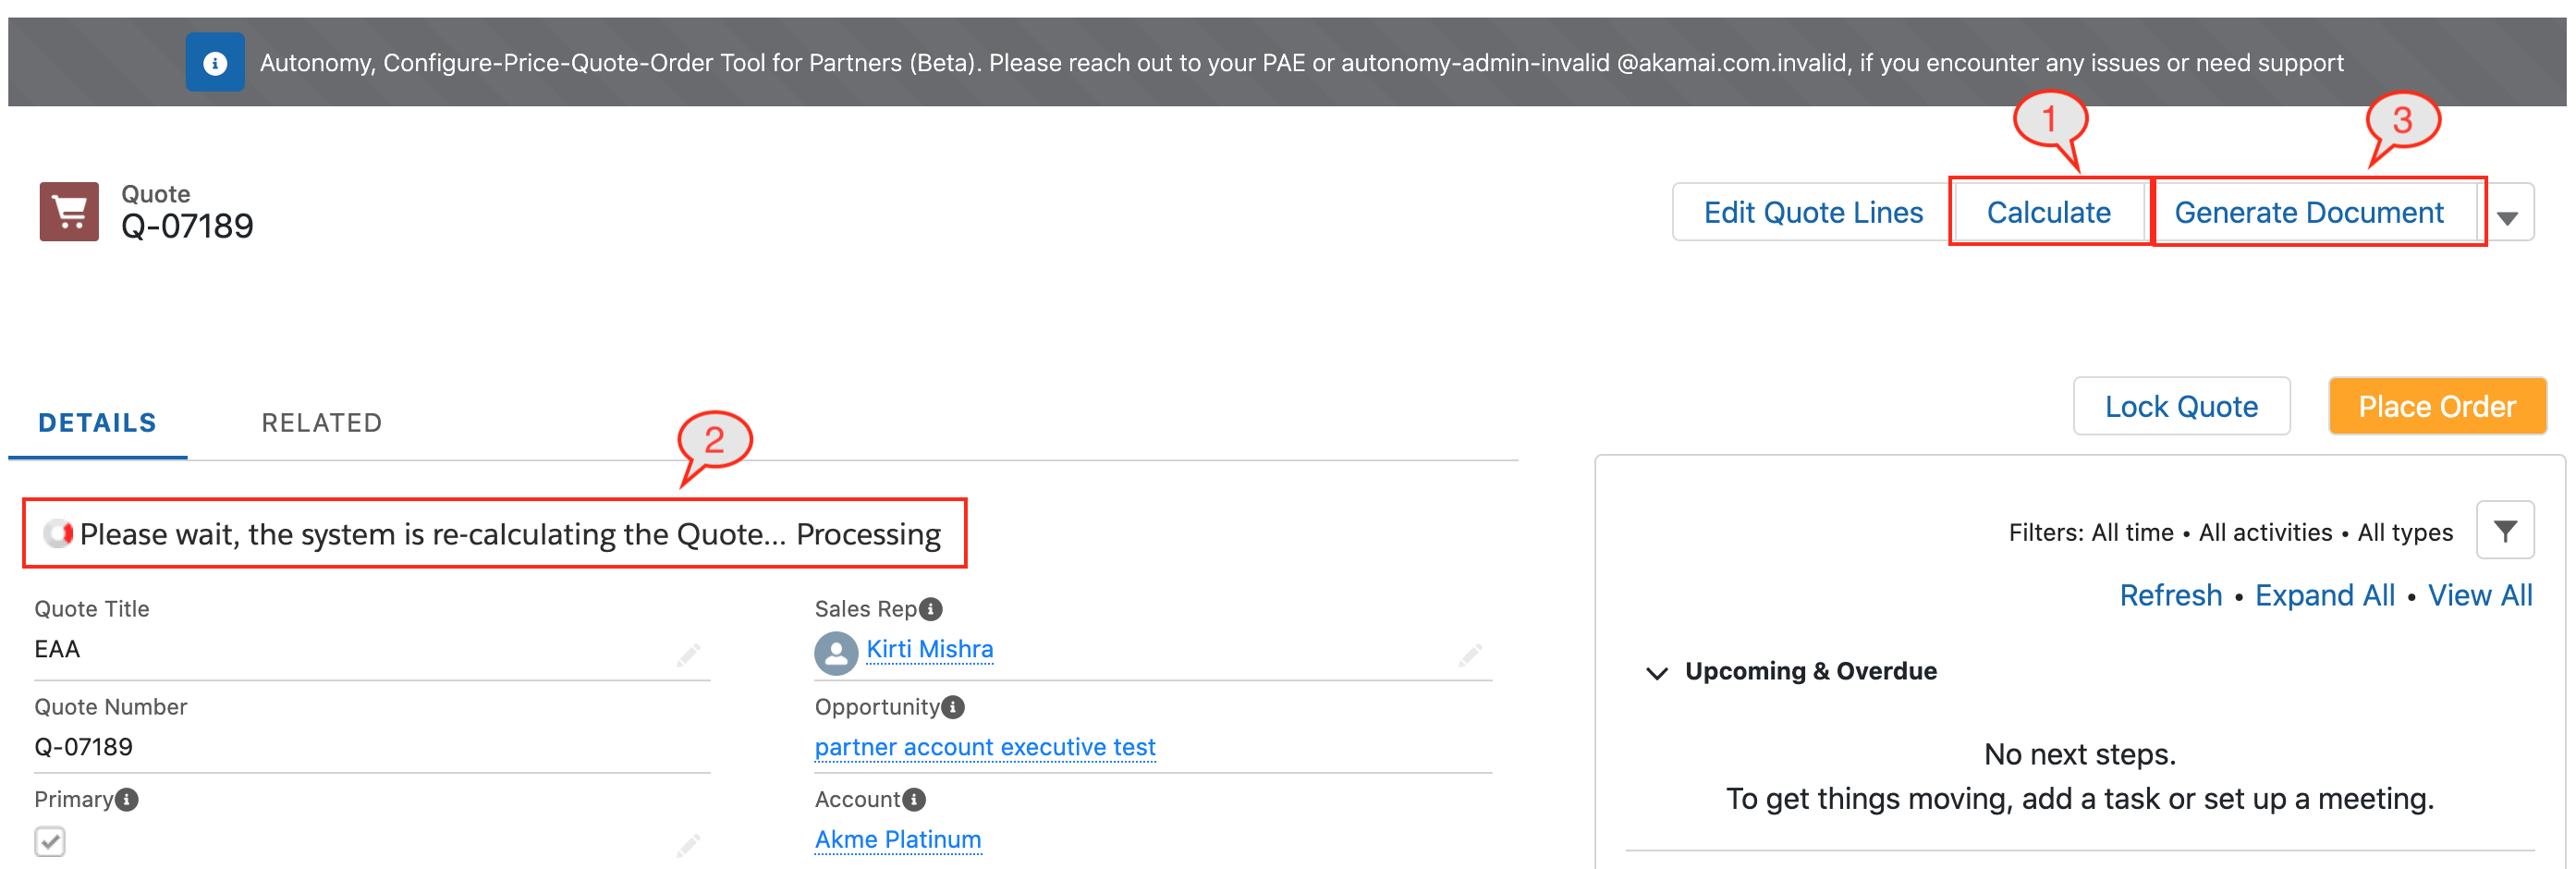 Autonomy, Configure-Price-Quote-Order Tool for Partners (Beta). Please reach out to your PAE or autonomy-admin-invalid @akamai.com.invalid, if you encounter any issues or need support
1
3
Quote
Q-07189
Edit Quote Lines
Calculate
Generate Document
Lock Quote
Place Order
DETAILS
RELATED
2
Please wait, the system is re-calculating the Quote... Processing
Quote Title
EAA
Sales Rep
Kirti Mishra
Quote Number
Q-07189
Opportunity
partner account executive test
Primary
Account
Akme Platinum
Filters: All time • All activities • All types
Refresh • Expand All • View All
Upcoming & Overdue
No next steps.
To get things moving, add a task or set up a meeting.